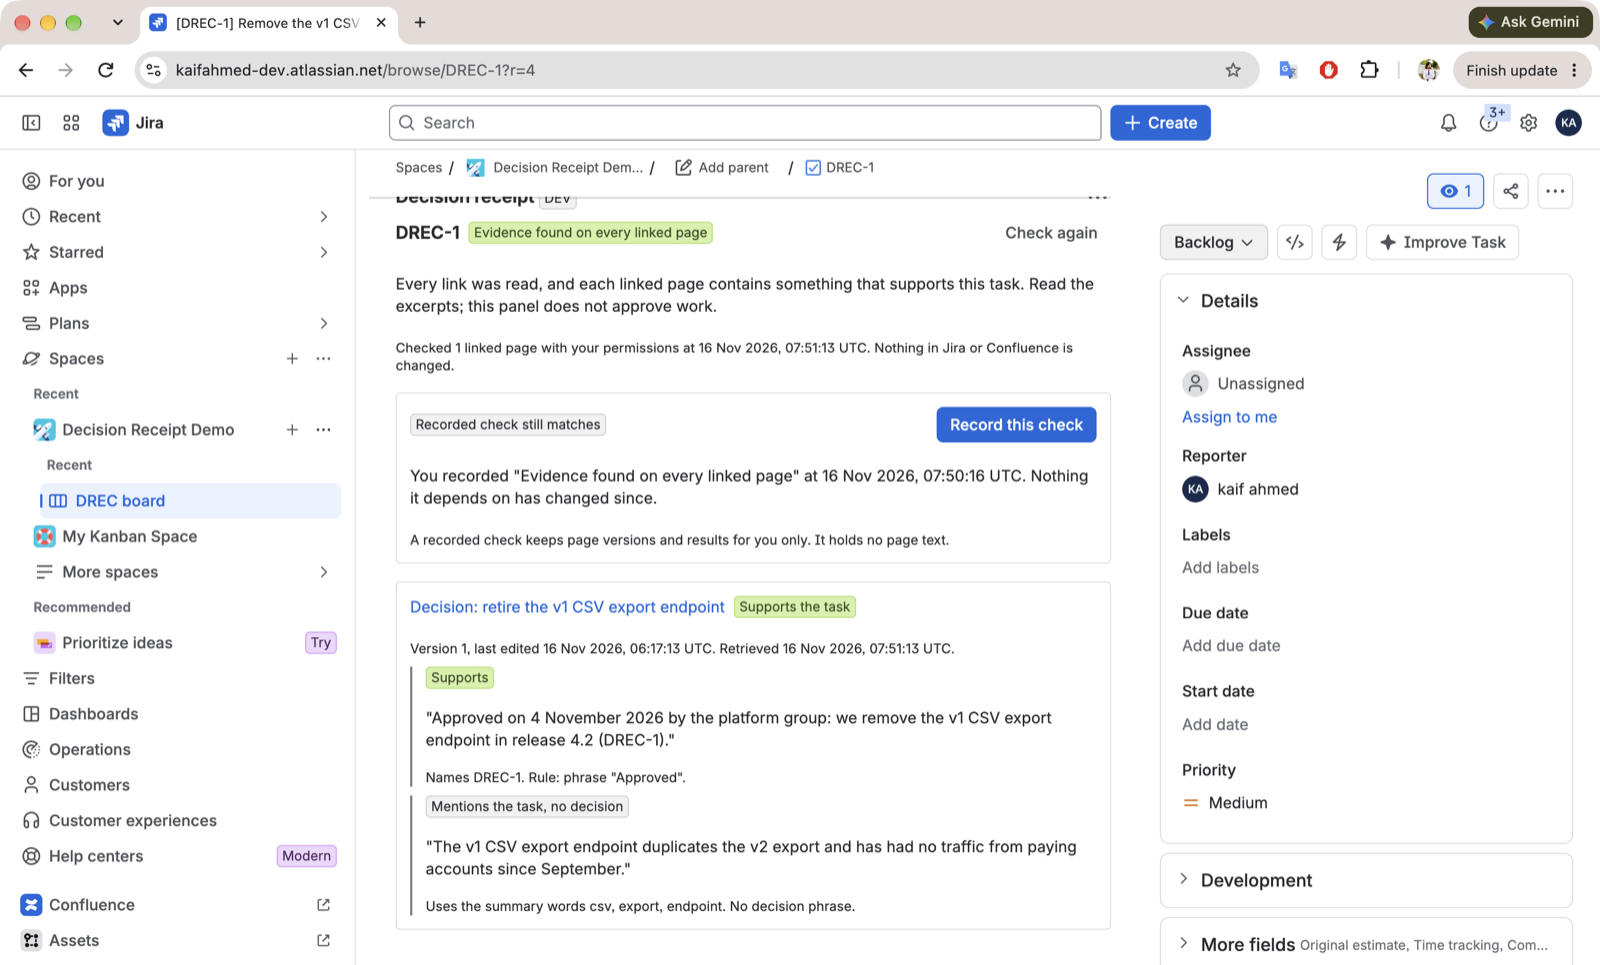 [DREC-1] Remove the v1 CSV
Ask Gemini
kaifahmed-dev.atlassian.net/browse/DREC-1?r=4
Finish update
Jira
Search
Create
3+
KA
For you
Recent
Starred
Apps
Plans
Spaces
Recent
Decision Receipt Demo
Recent
DREC board
My Kanban Space
More spaces
Recommended
Prioritize ideas
Try
Filters
Dashboards
Operations
Customers
Customer experiences
Help centers
Modern
Confluence
Assets
Spaces / Decision Receipt Dem... / Add parent / DREC-1
Decision receipt DEV
DREC-1 Evidence found on every linked page
Check again
Every link was read, and each linked page contains something that supports this task. Read the
excerpts; this panel does not approve work.
Checked 1 linked page with your permissions at 16 Nov 2026, 07:51:13 UTC. Nothing in Jira or Confluence is
changed.
Recorded check still matches
Record this check
You recorded "Evidence found on every linked page" at 16 Nov 2026, 07:50:16 UTC. Nothing
it depends on has changed since.
A recorded check keeps page versions and results for you only. It holds no page text.
Decision: retire the v1 CSV export endpoint Supports the task
Version 1, last edited 16 Nov 2026, 06:17:13 UTC. Retrieved 16 Nov 2026, 07:51:13 UTC.
Supports
"Approved on 4 November 2026 by the platform group: we remove the v1 CSV export
endpoint in release 4.2 (DREC-1)."
Names DREC-1. Rule: phrase "Approved".
Mentions the task, no decision
"The v1 CSV export endpoint duplicates the v2 export and has had no traffic from paying
accounts since September."
Uses the summary words csv, export, endpoint. No decision phrase.
1
Backlog
Improve Task
Details
Assignee
Unassigned
Assign to me
Reporter
KA kaif ahmed
Labels
Add labels
Due date
Add due date
Start date
Add date
Priority
Medium
Development
More fields Original estimate, Time tracking, Com...